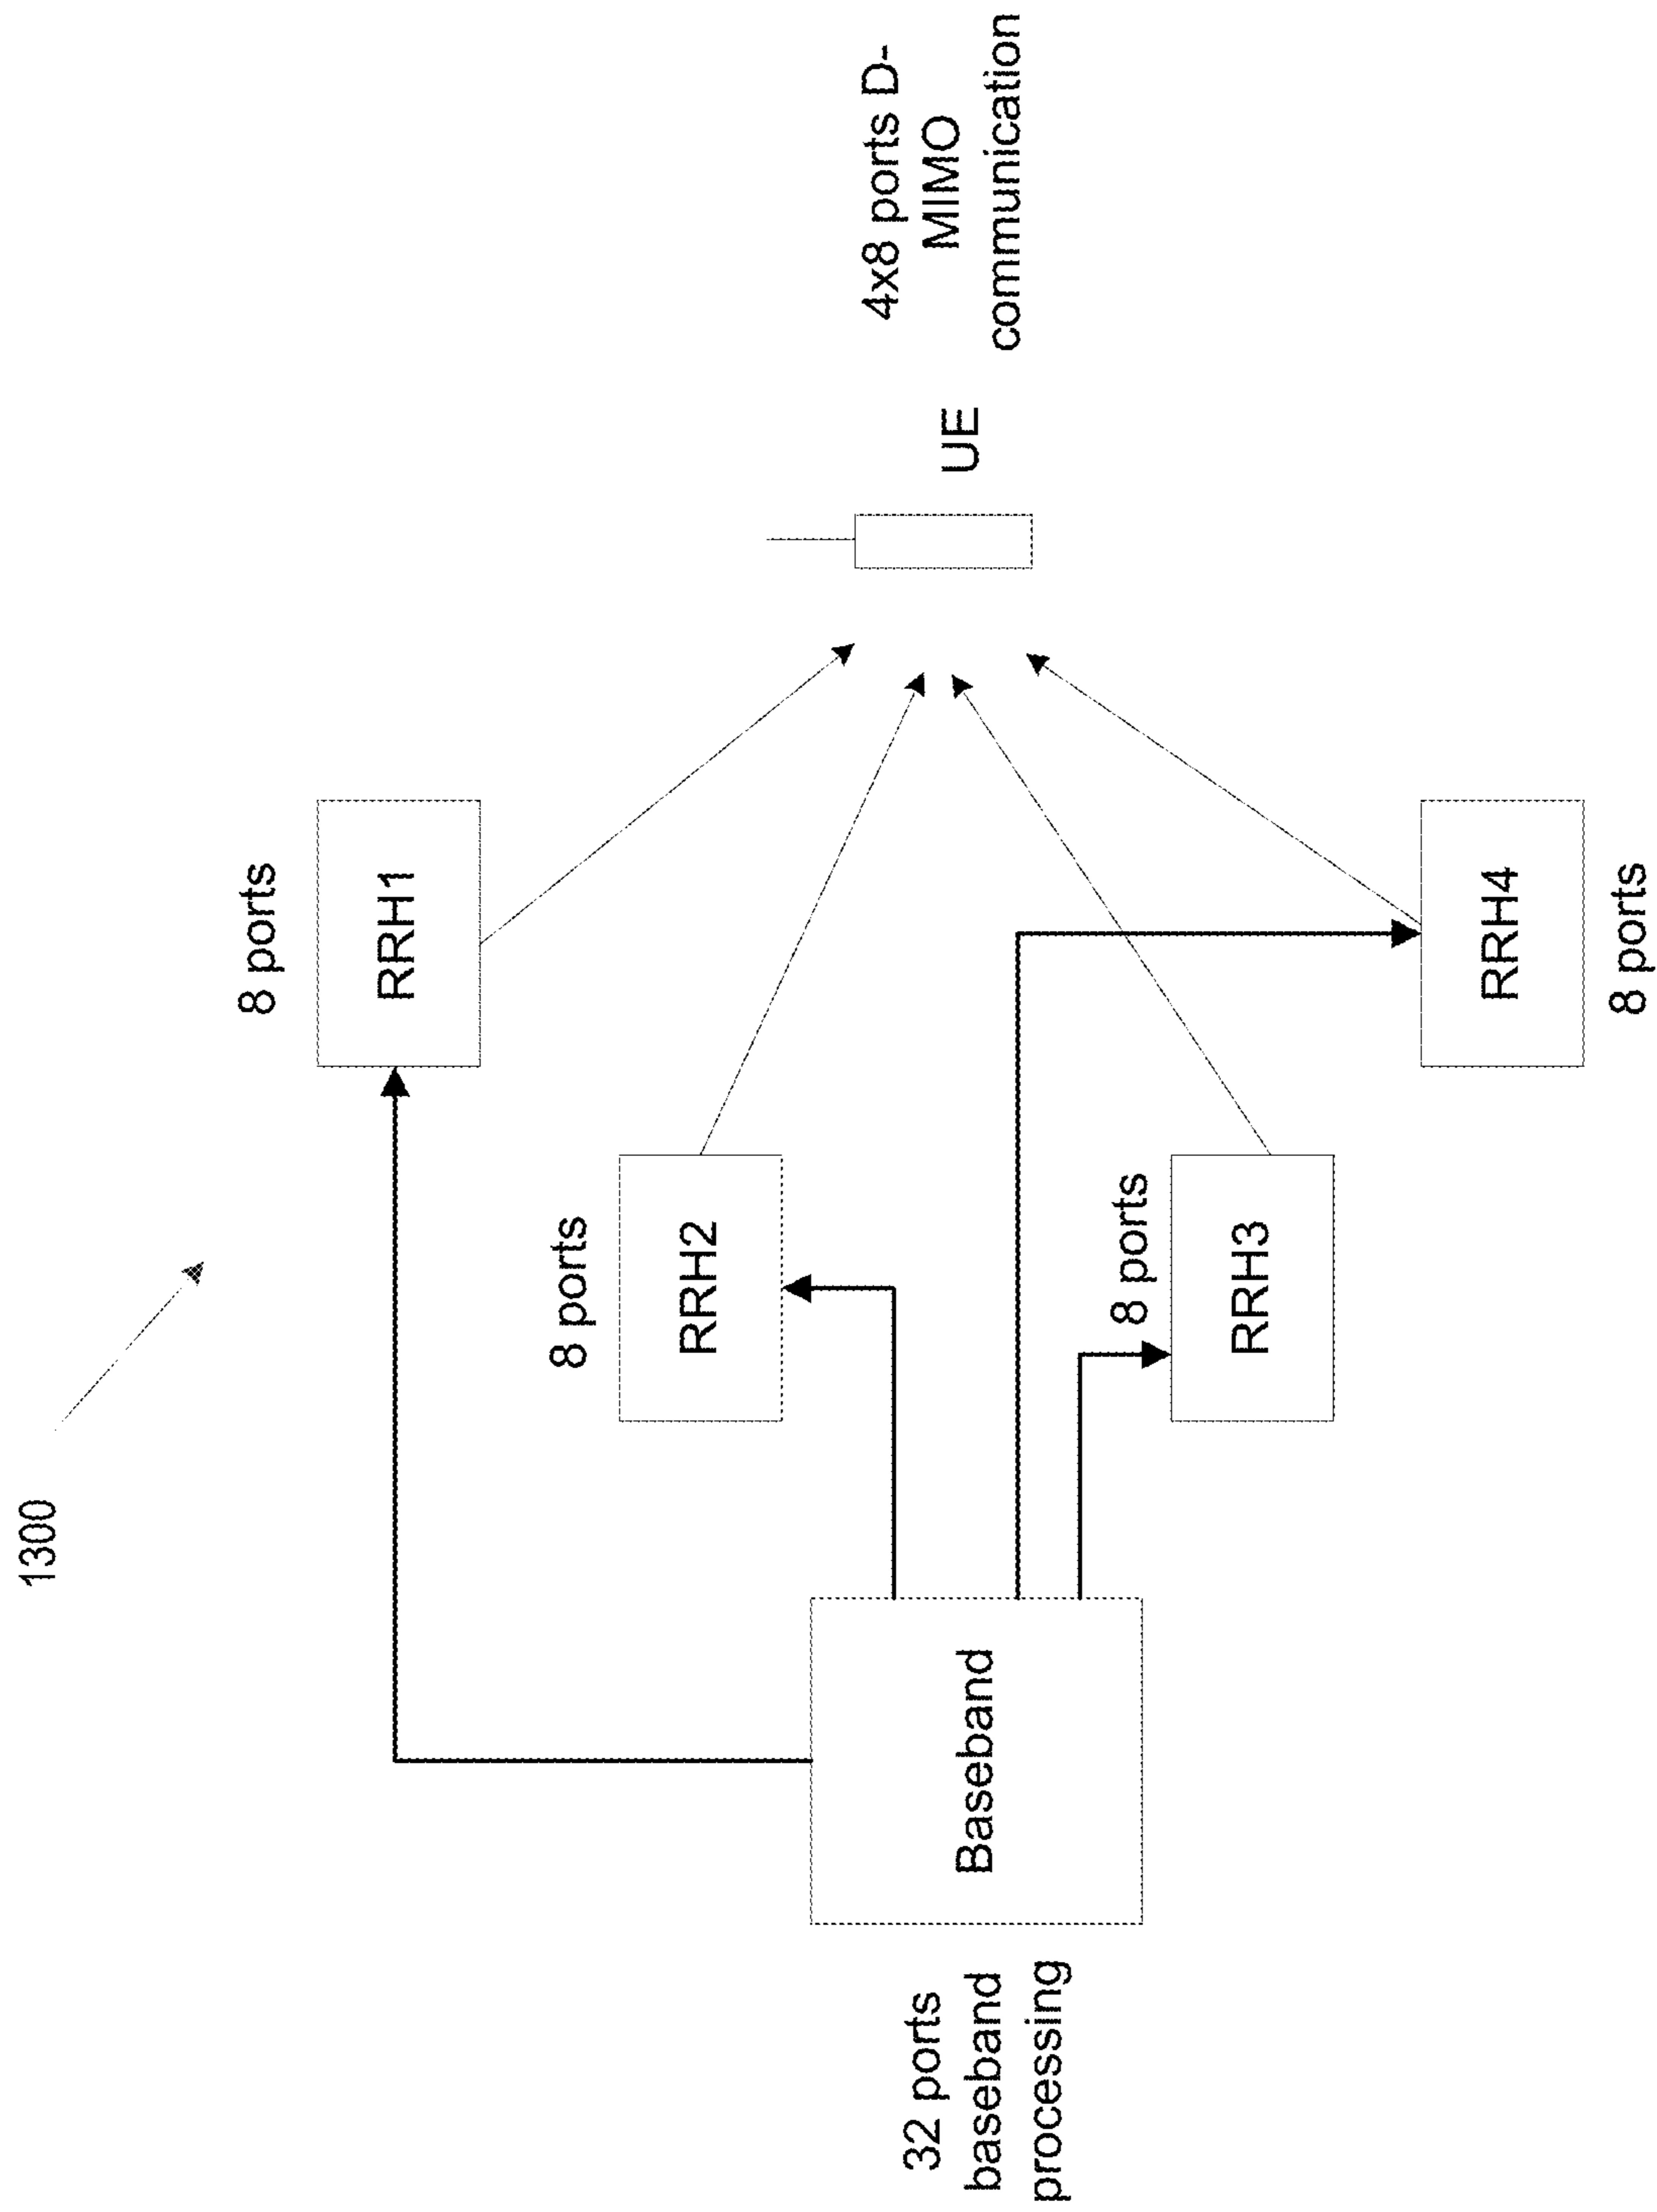 1300
8 ports
RRH1
8 ports
RRH2
32 ports
baseband
processing
Baseband
UE
4x8 ports D-
MIMO
communication
8 ports
RRH3
RRH4
8 ports